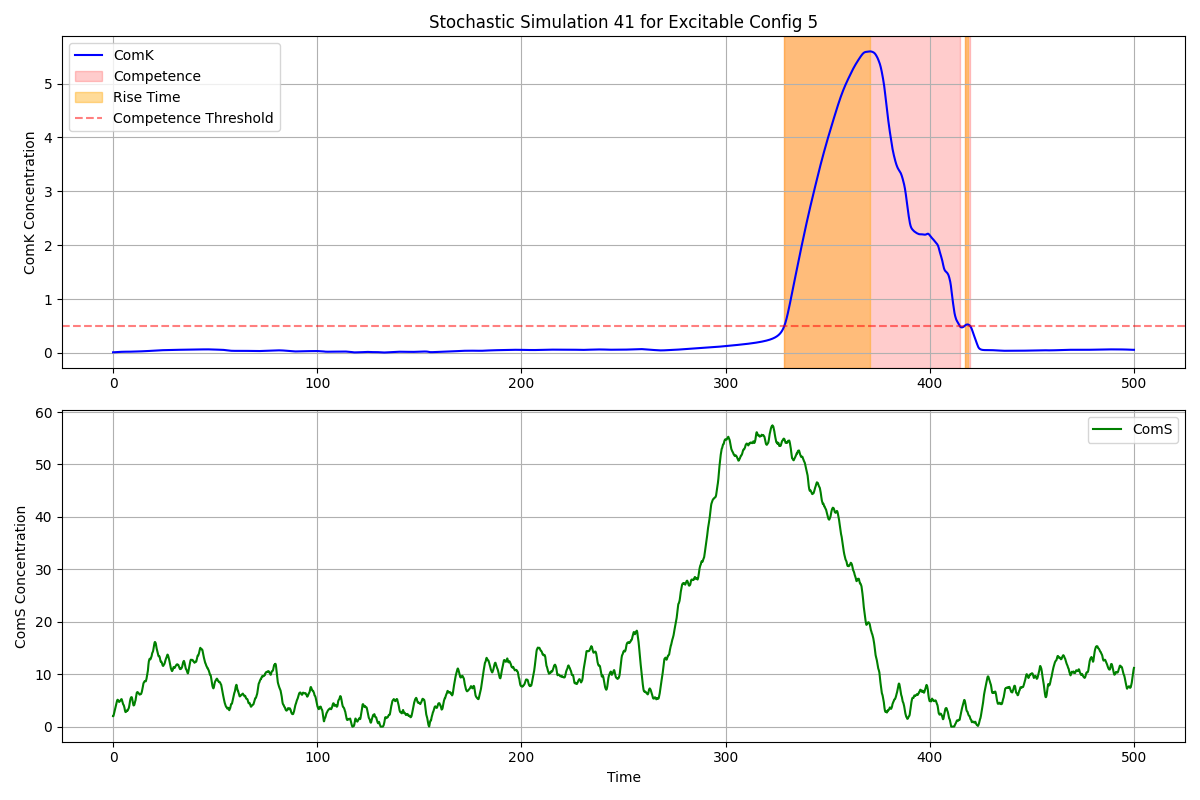 Stochastic Simulation 41 for Excitable Config 5
ComK
Competence
Rise Time
Competence Threshold
ComK Concentration
5
4
3
2
1
0
0 100 200 300 400 500
ComS
ComS Concentration
60
50
40
30
20
10
0
0 100 200 300 400 500
Time